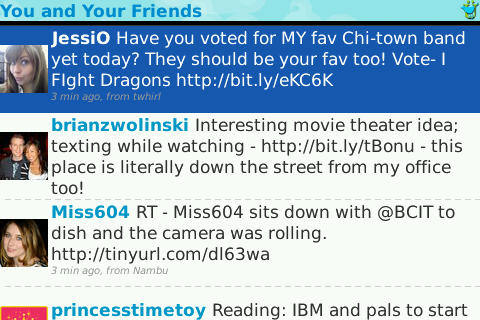 You and Your Friends
JessiO Have you voted for MY fav Chi-town band
yet today? They should be your fav too! Vote- I
FIght Dragons http://bit.ly/eKC6K
3 min ago, from twhirl
brianzwolinski Interesting movie theater idea;
texting while watching - http://bit.ly/tBonu - this
place is literally down the street from my office
too!
Miss604 RT - Miss604 sits down with @BCIT to
dish and the camera was rolling.
http://tinyurl.com/dl63wa
3 min ago, from Nambu
princesstimetoy Reading: IBM and pals to start